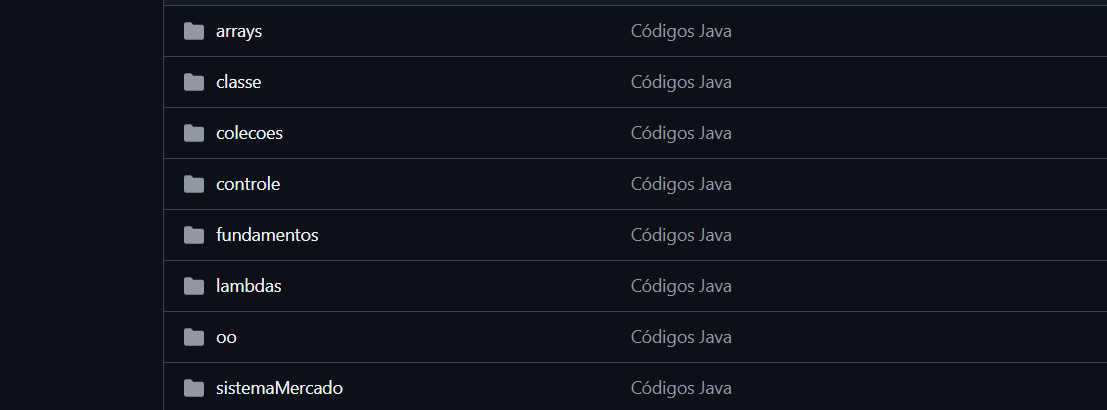 arrays Códigos Java
classe Códigos Java
colecoes Códigos Java
controle Códigos Java
fundamentos Códigos Java
lambdas Códigos Java
oo Códigos Java
sistemaMercado Códigos Java